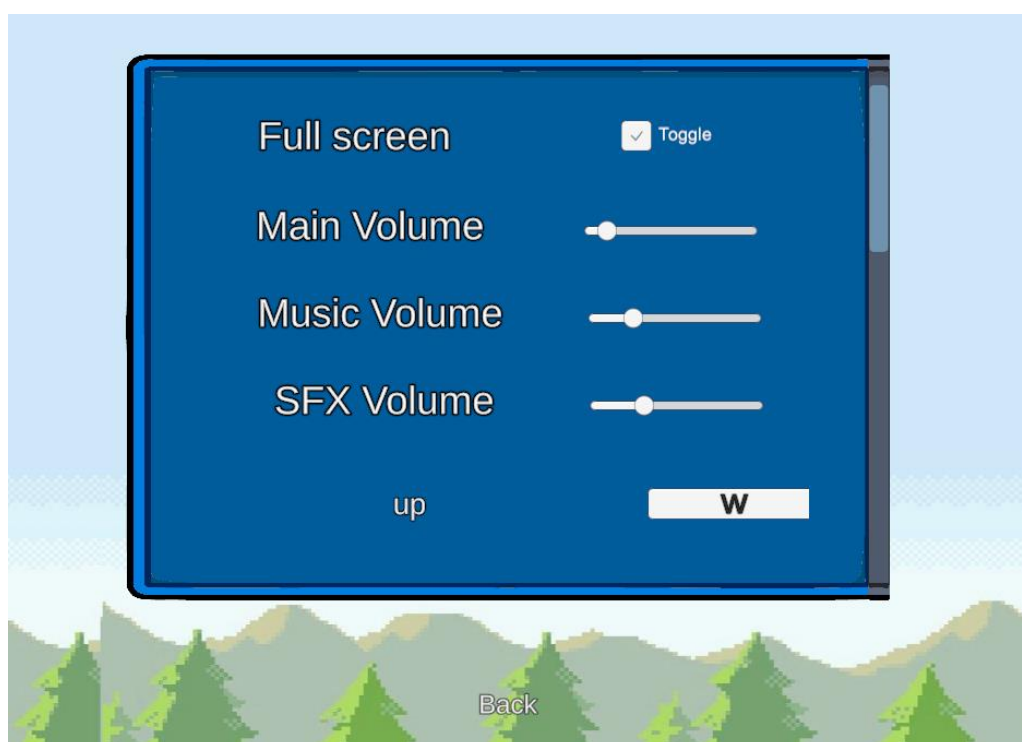 Full screen Toggle
Main Volume
Music Volume
SFX Volume
up W
Back